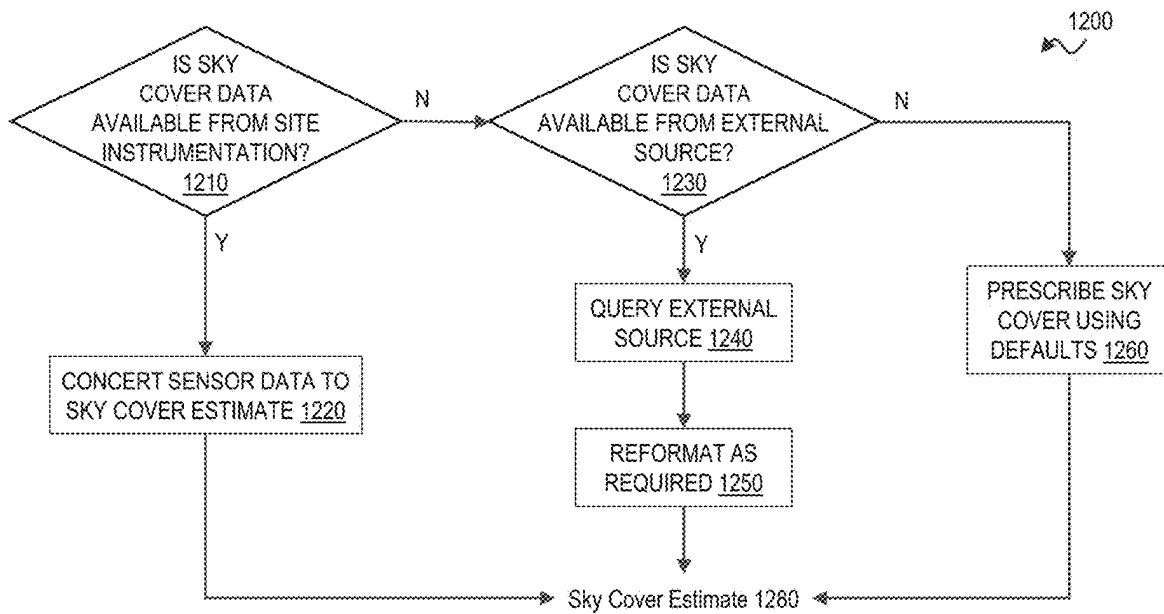 1200
IS SKY
COVER DATA
AVAILABLE FROM SITE
INSTRUMENTATION?
1210
N
IS SKY
COVER DATA
AVAILABLE FROM EXTERNAL
SOURCE?
1230
N
Y
Y
CONCERT SENSOR DATA TO
SKY COVER ESTIMATE 1220
QUERY EXTERNAL
SOURCE 1240
PRESCRIBE SKY
COVER USING
DEFAULTS 1260
REFORMAT AS
REQUIRED 1250
Sky Cover Estimate 1280